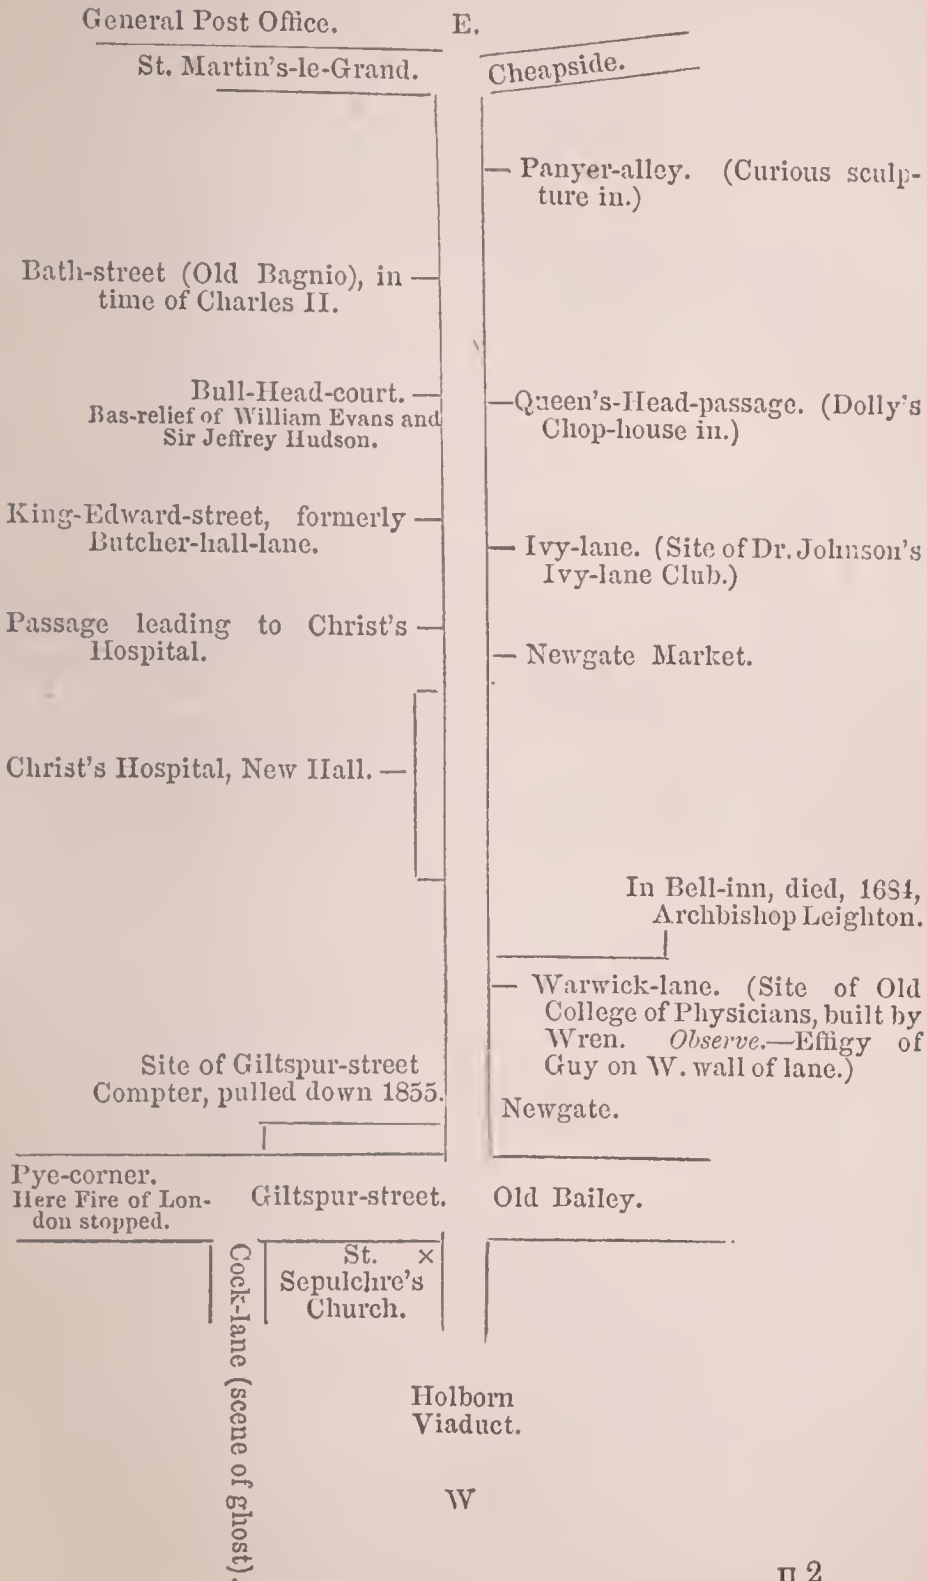 General Post Office.
E.
St. Martin's-le-Grand.
Cheapside.
— Panyer-alley. (Curious sculp-
ture in.)
Bath-street (Old Bagnio), in —
time of Charles II.
Bull-Head-court. —
Bas-relief of William Evans and
Sir Jeffrey Hudson.
— Queen's-Head-passage. (Dolly's
Chop-house in.)
King-Edward-street, formerly —
Butcher-hall-lane.
— Ivy-lane. (Site of Dr. Johnson's
Ivy-lane Club.)
Passage leading to Christ's —
Hospital.
— Newgate Market.
Christ's Hospital, New Hall. —
In Bell-inn, died, 1684,
Archbishop Leighton.
— Warwick-lane. (Site of Old
College of Physicians, built by
Wren. Observe.—Effigy of
Guy on W. wall of lane.)
Site of Giltspur-street
Compter, pulled down 1855.
Newgate.
Pye-corner.
Here Fire of Lon-
don stopped.
Giltspur-street.
Old Bailey.
Cock-lane (scene of ghost).
St. ×
Sepulchre's
Church.
Holborn
Viaduct.
W
2